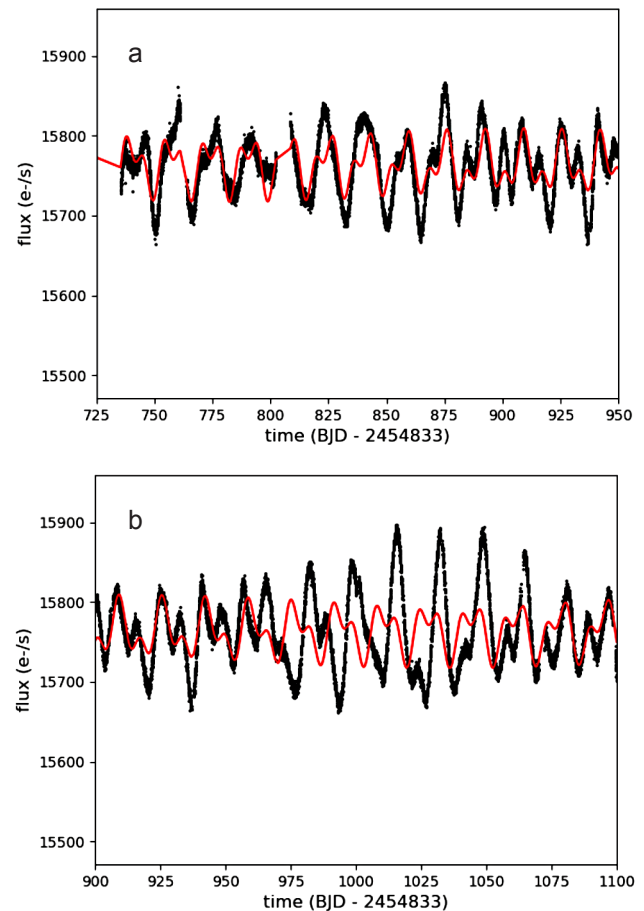 a
15900
15800
15700
15600
15500
flux (e-/s)
725 750 775 800 825 850 875 900 925 950
time (BJD - 2454833)
b
15900
15800
15700
15600
15500
flux (e-/s)
900 925 950 975 1000 1025 1050 1075 1100
time (BJD - 2454833)